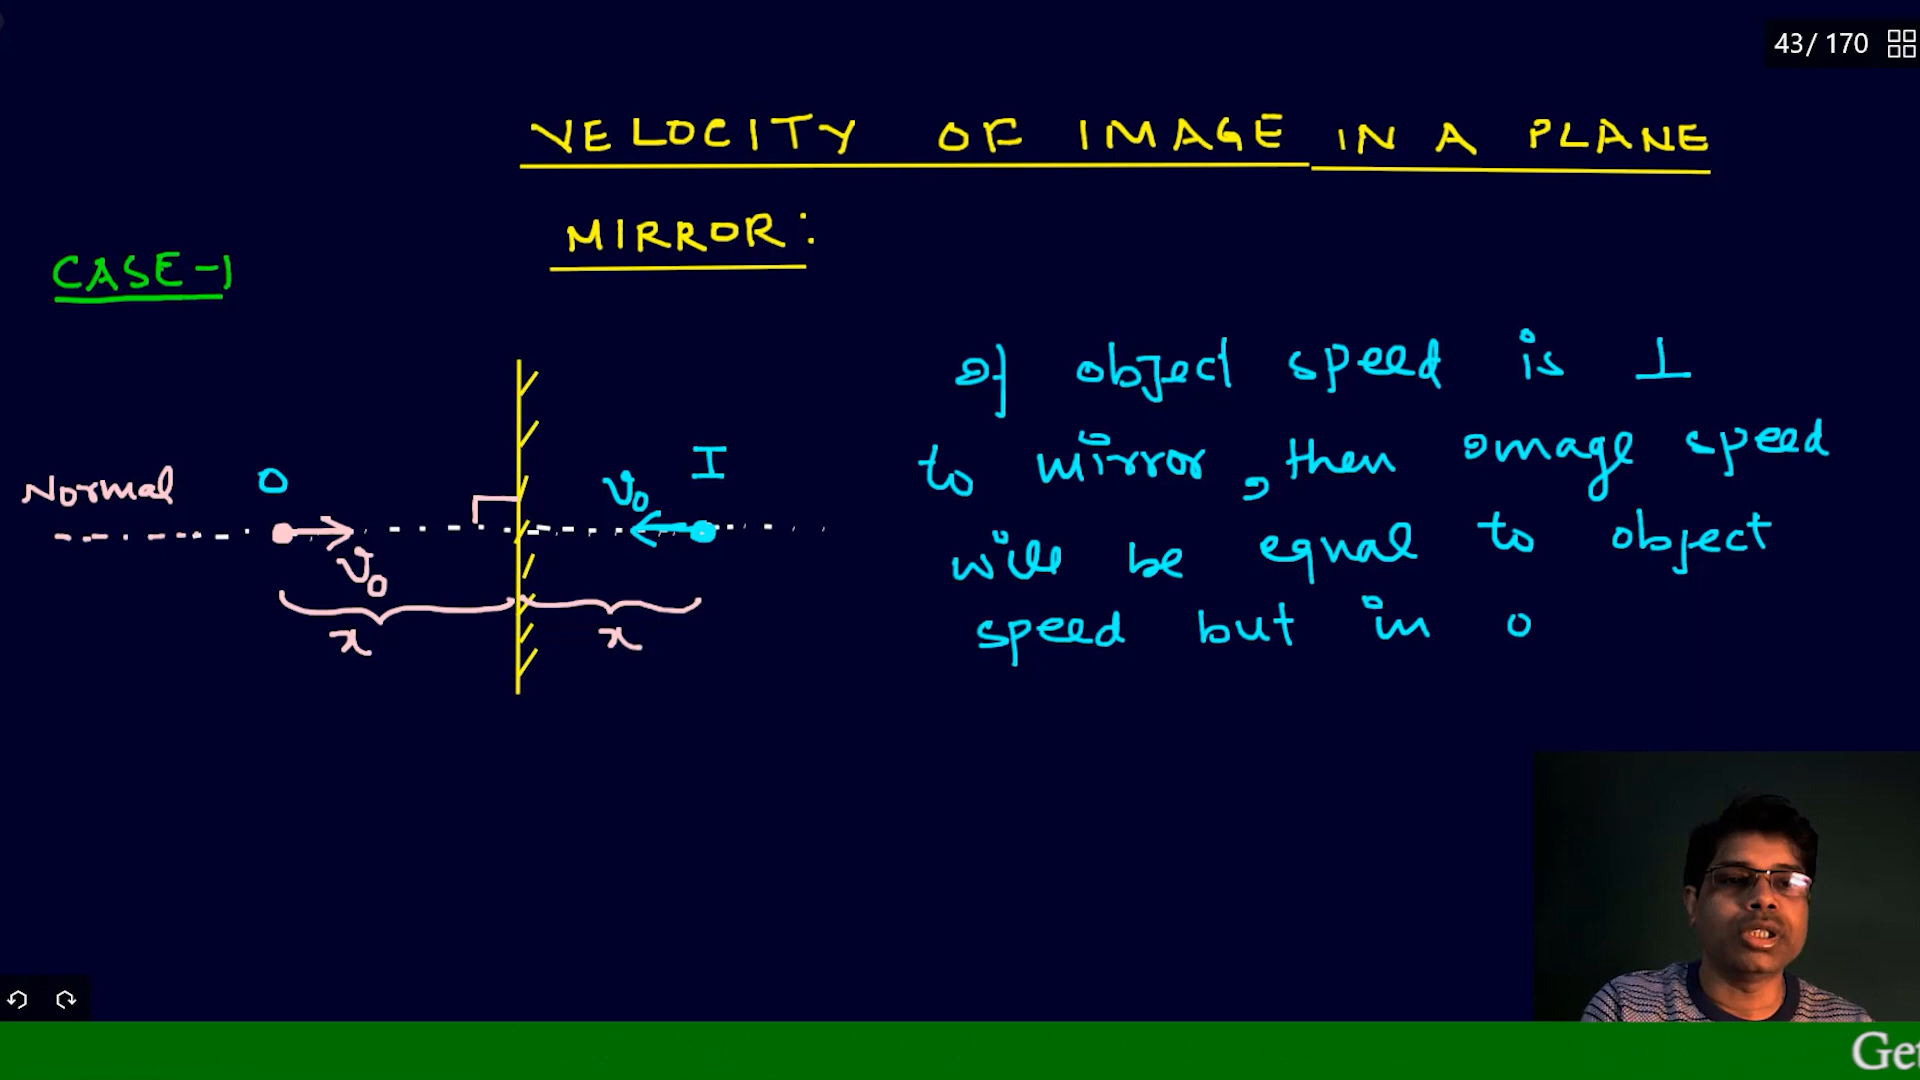 43/ 170
VELOCITY OF IMAGE IN A PLANE
MIRROR:
CASE-1
If object speed is ⊥
to mirror, then image speed
will be equal to object
speed but in o
Normal O
v₀ I
v₀
x x
Get